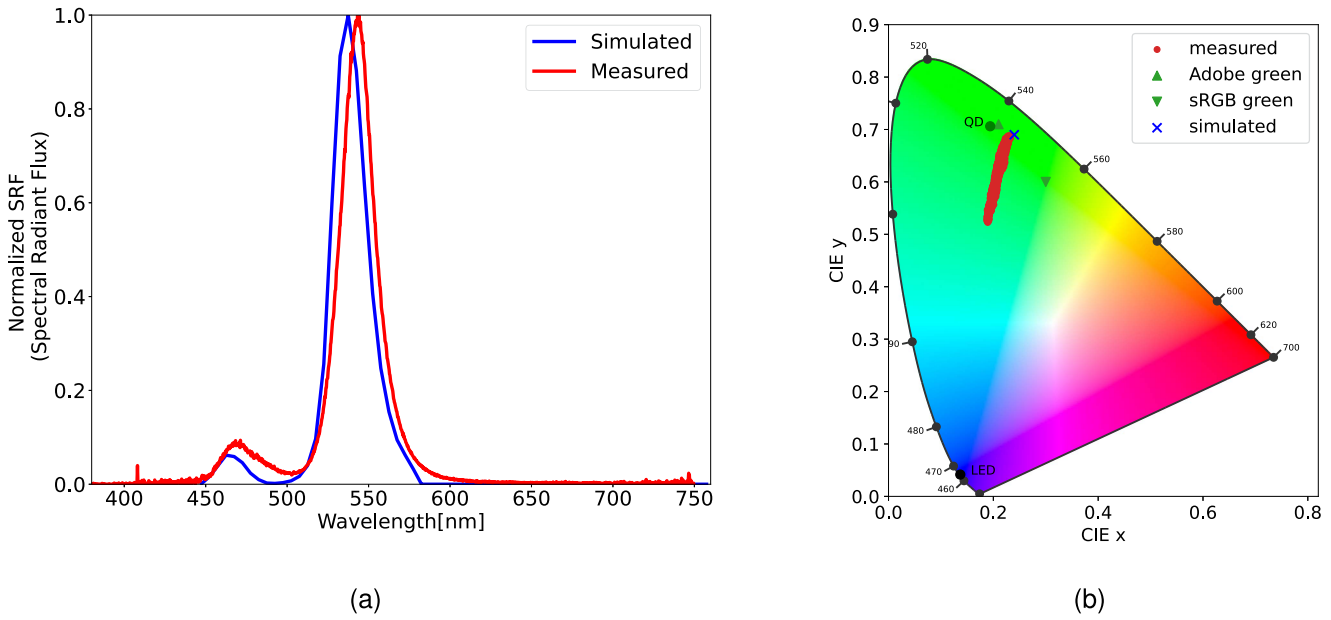 1.0
0.8
0.6
0.4
0.2
0.0
Normalized SRF
(Spectral Radiant Flux)
Simulated
Measured
400
450
500
550
600
650
700
750
Wavelength[nm]
(a)
0.9
0.8
0.7
0.6
0.5
0.4
0.3
0.2
0.1
0.0
CIE y
520
540
560
580
600
620
700
QD
90
480
470
460
LED
measured
Adobe green
sRGB green
simulated
0.0
0.2
0.4
0.6
0.8
CIE x
(b)